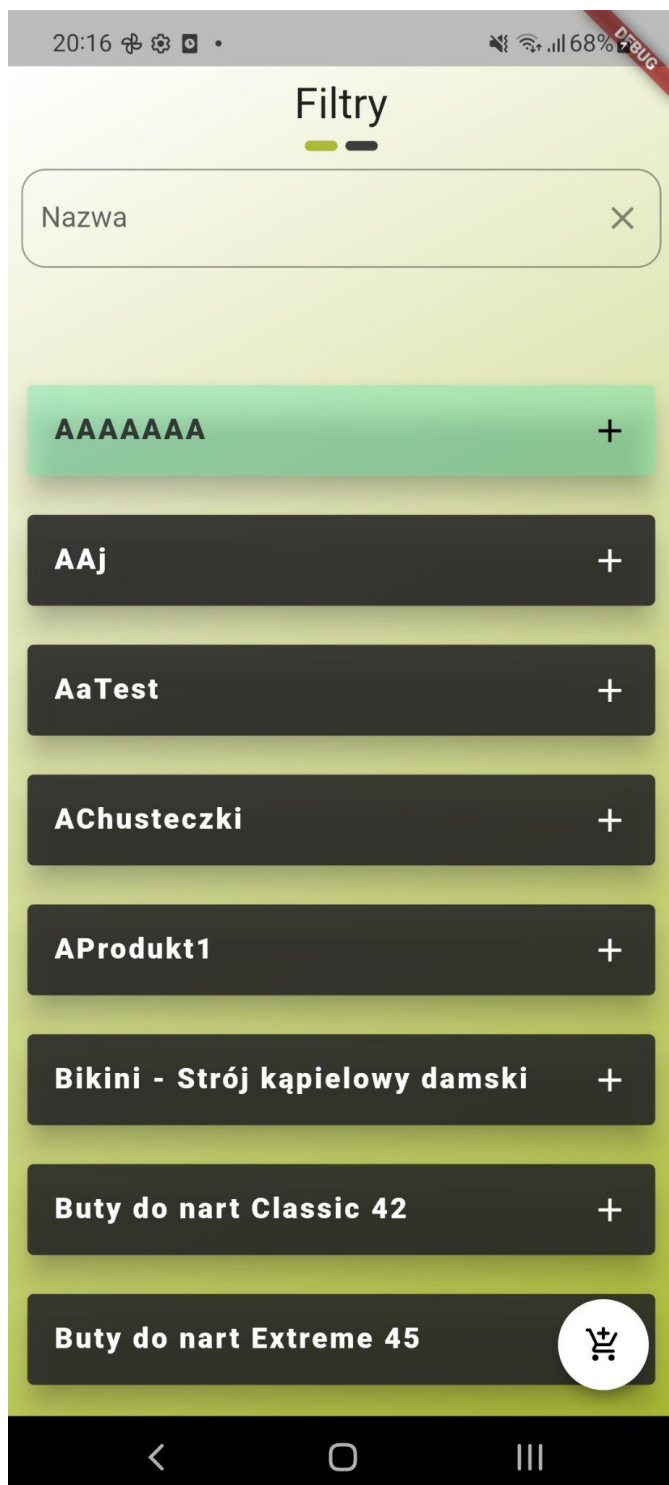 20:16
68%
DEBUG
Filtry
Nazwa
AAAAAAA
AAj
AaTest
AChusteczki
AProdukt1
Bikini - Strój kąpielowy damski
Buty do nart Classic 42
Buty do nart Extreme 45